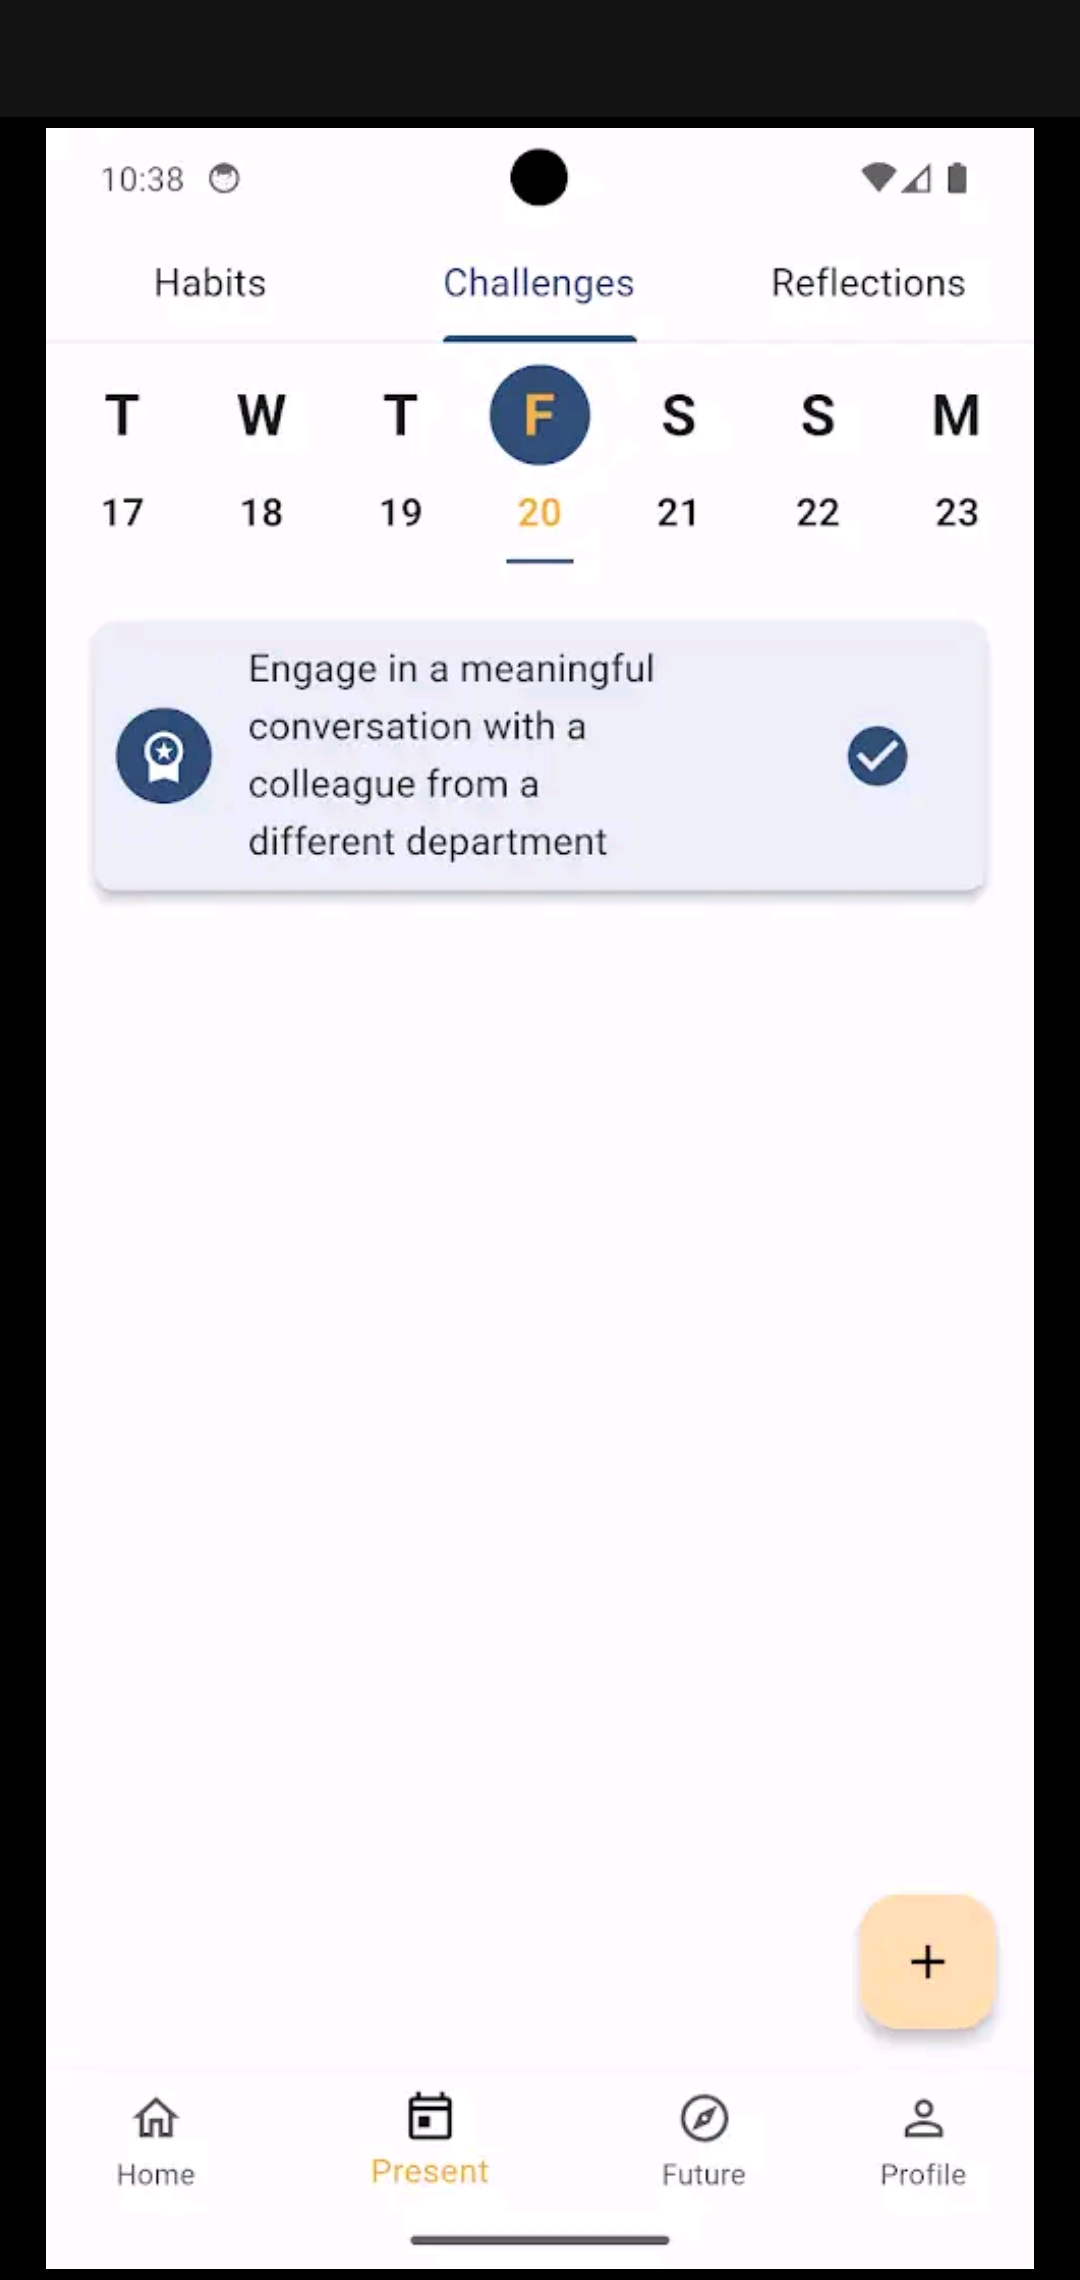 10:38
Habits Challenges Reflections
T W T F S S M
17 18 19 20 21 22 23
Engage in a meaningful
conversation with a
colleague from a
different department
+
Home Present Future Profile